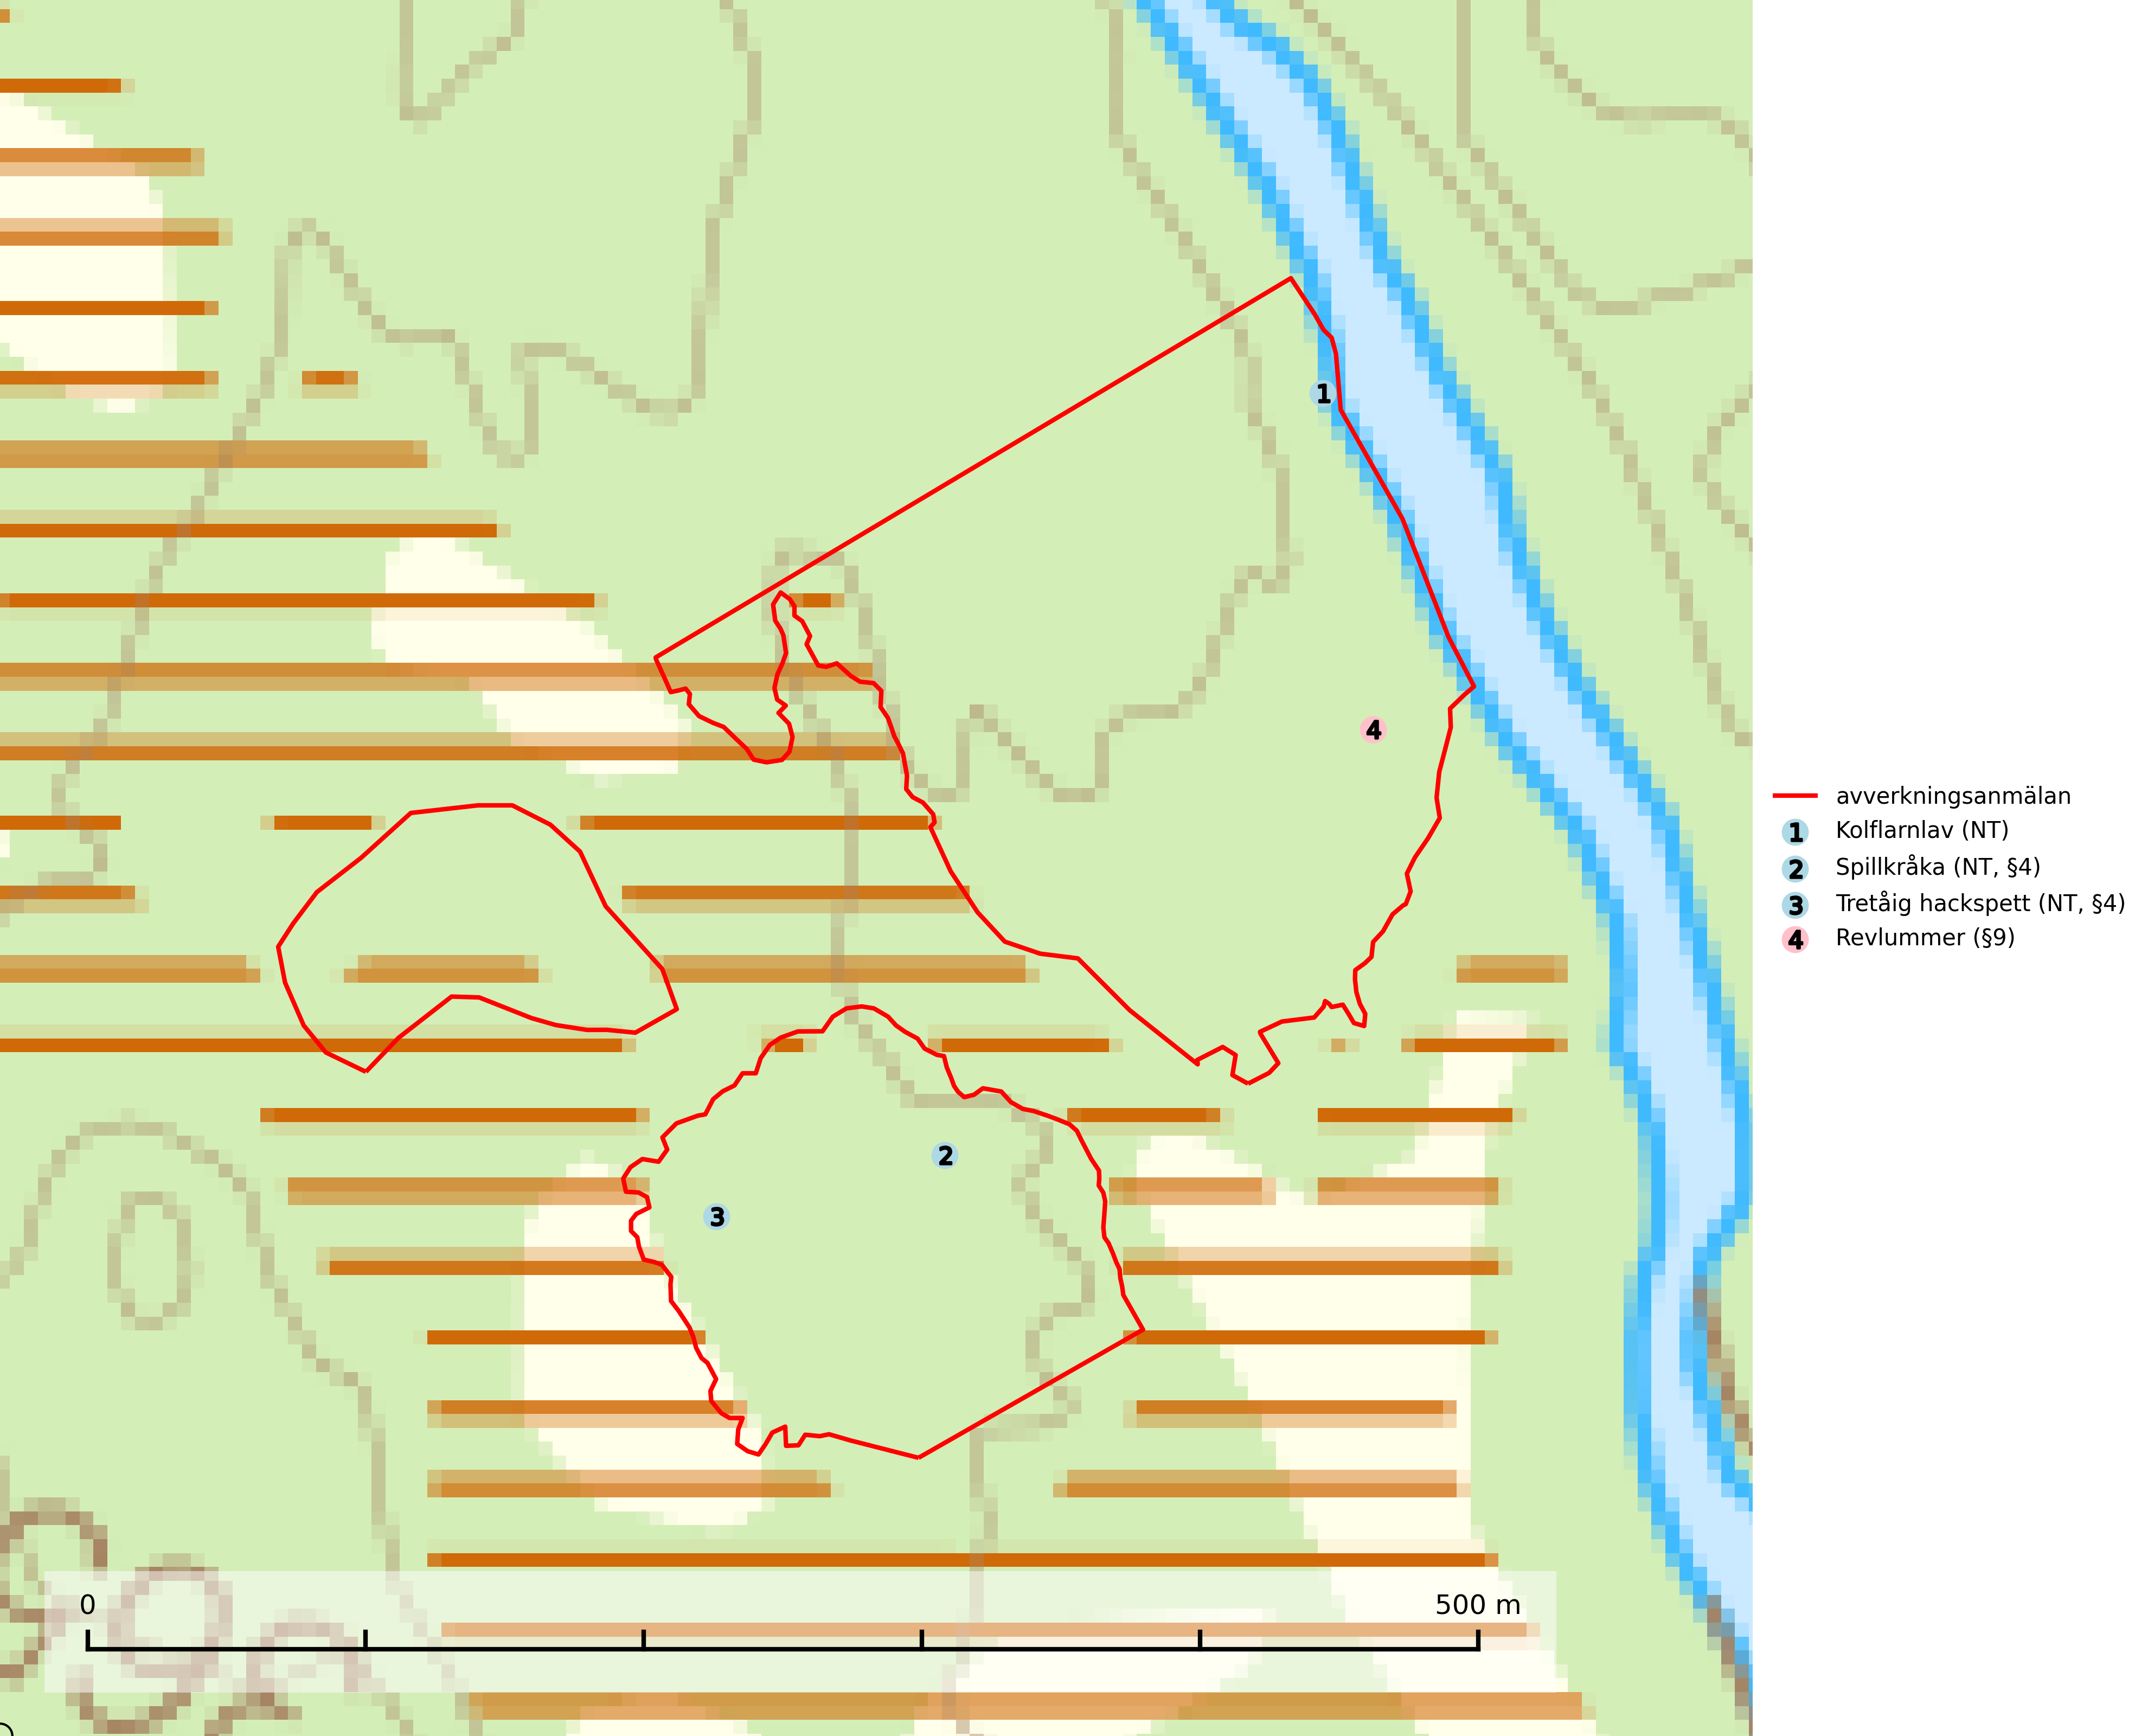 1
4
2
3
avverkningsanmälan
1 Kolflarnlav (NT)
2 Spillkråka (NT, §4)
3 Tretåig hackspett (NT, §4)
4 Revlummer (§9)
0 500 m